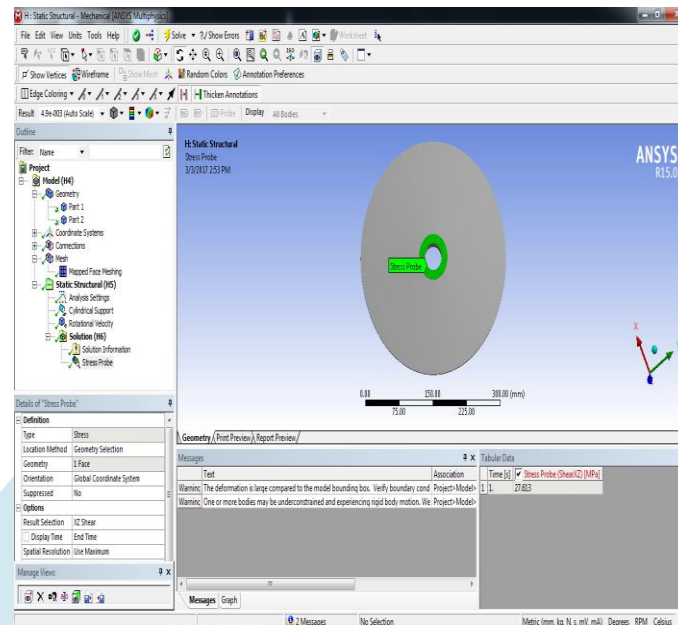 H : Static Structural - Mechanical [ANSYS Multiphysics]
File Edit View Units Tools Help Solve ?/ Show Errors Worksheet
Show Vertices Wireframe Show Mesh Random Colors Annotation Preferences
Edge Coloring Thicken Annotations
Result 4.9e-003 (Auto Scale) Probe Display All Bodies
Outline
Filter: Name
Project
Model (H4)
Geometry
Part 1
Part 2
Coordinate Systems
Connections
Mesh
Mapped Face Meshing
Static Structural (H5)
Analysis Settings
Cylindrical Support
Rotational Velocity
Solution (H6)
Solution Information
Stress Probe
Details of "Stress Probe"
Definition
Type Stress
Location Method Geometry Selection
Geometry 1 Face
Orientation Global Coordinate System
Suppressed No
Options
Result Selection XZ Shear
Display Time End Time
Spatial Resolution Use Maximum
Manage Views
H: Static Structural
Stress Probe
3/3/2017 2:53 PM
ANSYS
R15.0
Stress Probe
X
0.00 150.00 300.00 (mm)
75.00 225.00
Geometry Print Preview Report Preview
Messages
Text Association
Warning The deformation is large compared to the model bounding box. Verify boundary cond Project>Model>
Warning One or more bodies may be underconstrained and experiencing rigid body motion. We Project>Model>
Messages Graph
Tabular Data
Time [s] Stress Probe (ShearXZ) [MPa]
1 1. 27.613
2 Messages No Selection Metric (mm, kg, N, s, mV, mA) Degrees RPM Celsius